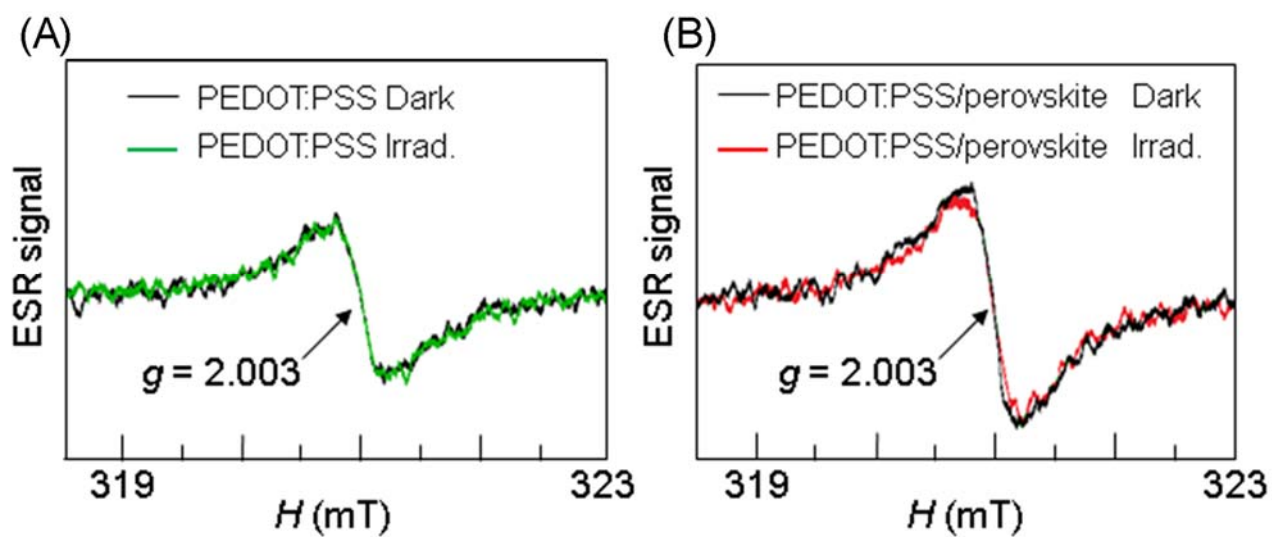 (A)
PEDOT:PSS Dark
PEDOT:PSS Irrad.
ESR signal
g = 2.003
319
323
H (mT)
(B)
PEDOT:PSS/perovskite Dark
PEDOT:PSS/perovskite Irrad.
ESR signal
g = 2.003
319
323
H (mT)